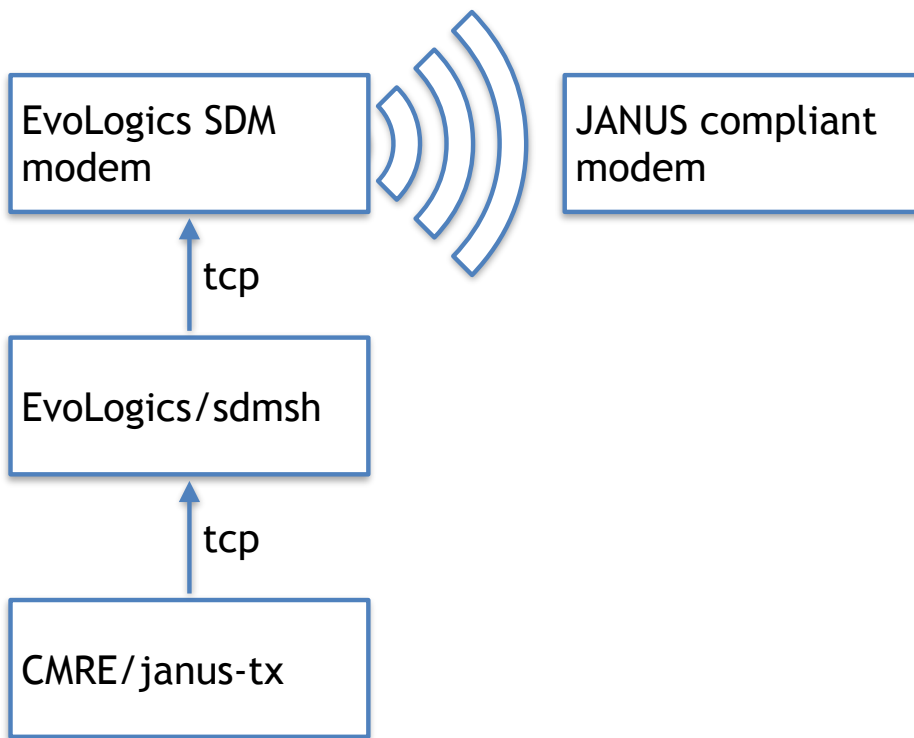 EvoLogics SDM
modem
JANUS compliant
modem
tcp
EvoLogics/sdmsh
tcp
CMRE/janus-tx